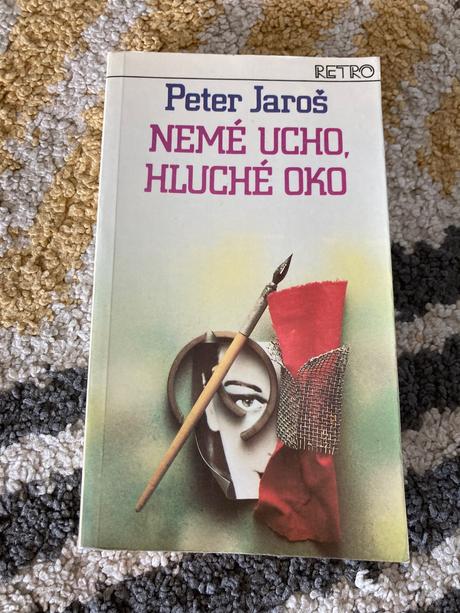 RETRO
Peter Jaroš
NEMÉ UCHO,
HLUCHÉ OKO